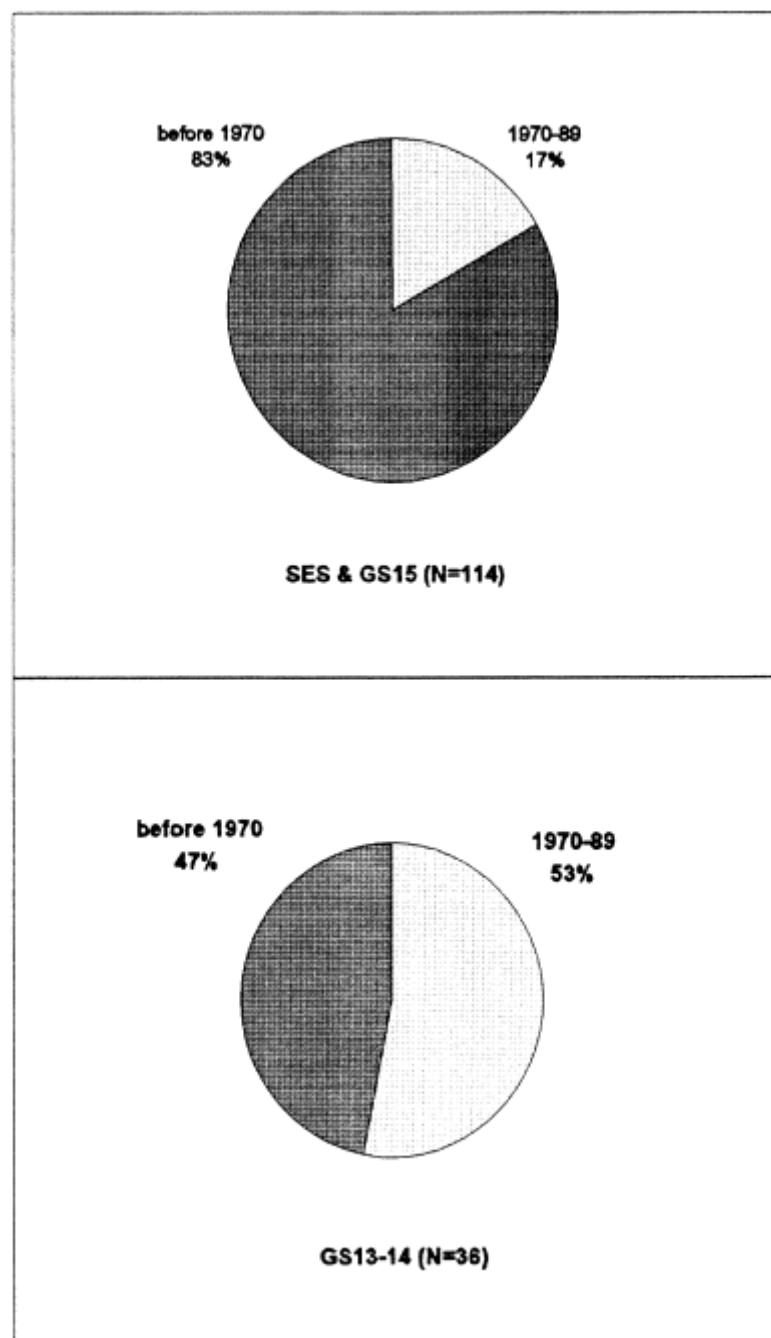 before 1970
83%
1970-89
17%
SES & GS15 (N=114)
before 1970
47%
1970-89
53%
GS13-14 (N=36)